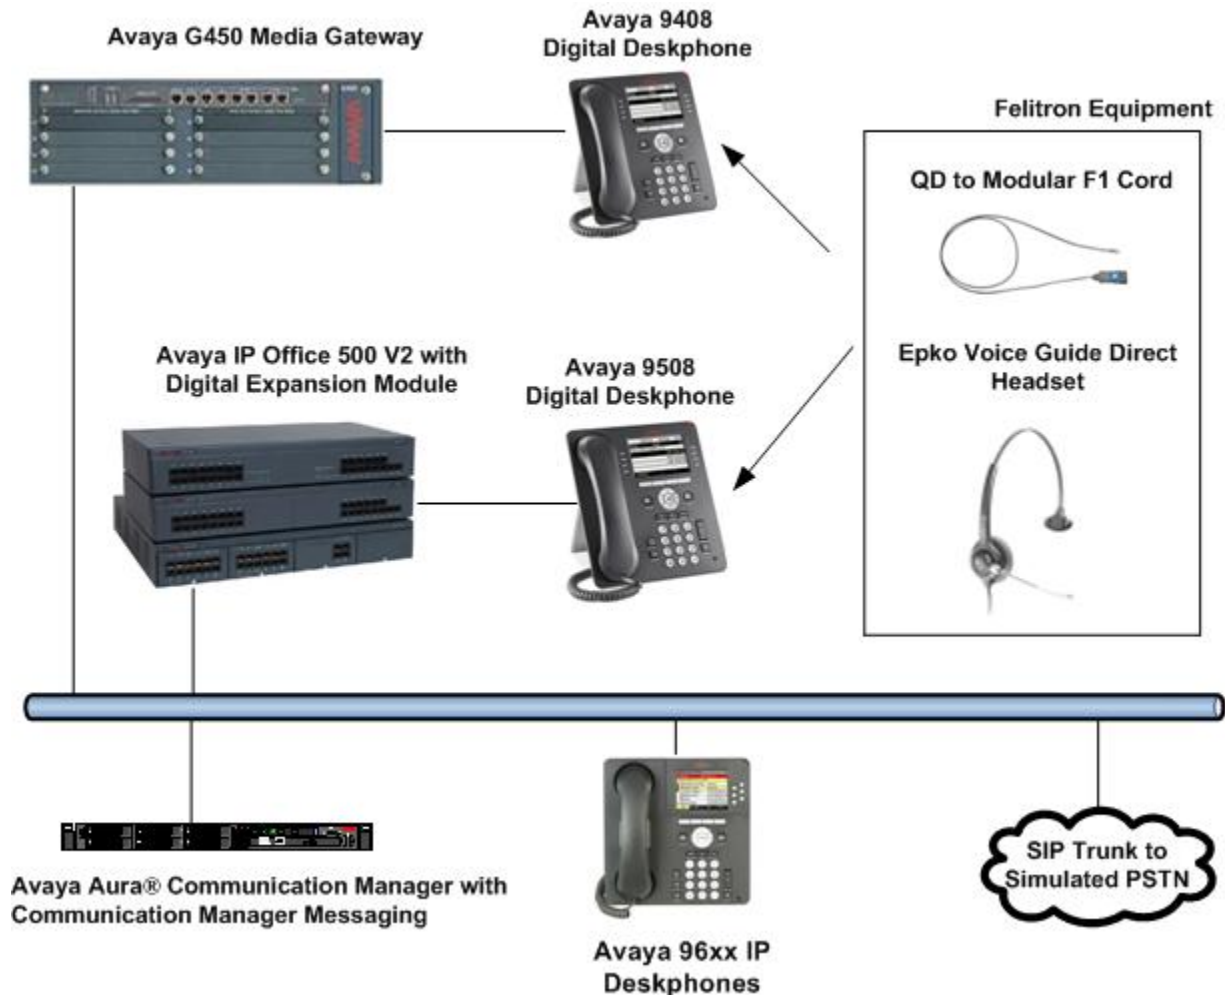 Avaya G450 Media Gateway
Avaya 9408
Digital Deskphone
Felitron Equipment
QD to Modular F1 Cord
Avaya IP Office 500 V2 with
Digital Expansion Module
Avaya 9508
Digital Deskphone
Epko Voice Guide Direct
Headset
Avaya Aura® Communication Manager with
Communication Manager Messaging
Avaya 96xx IP
Deskphones
SIP Trunk to
Simulated PSTN